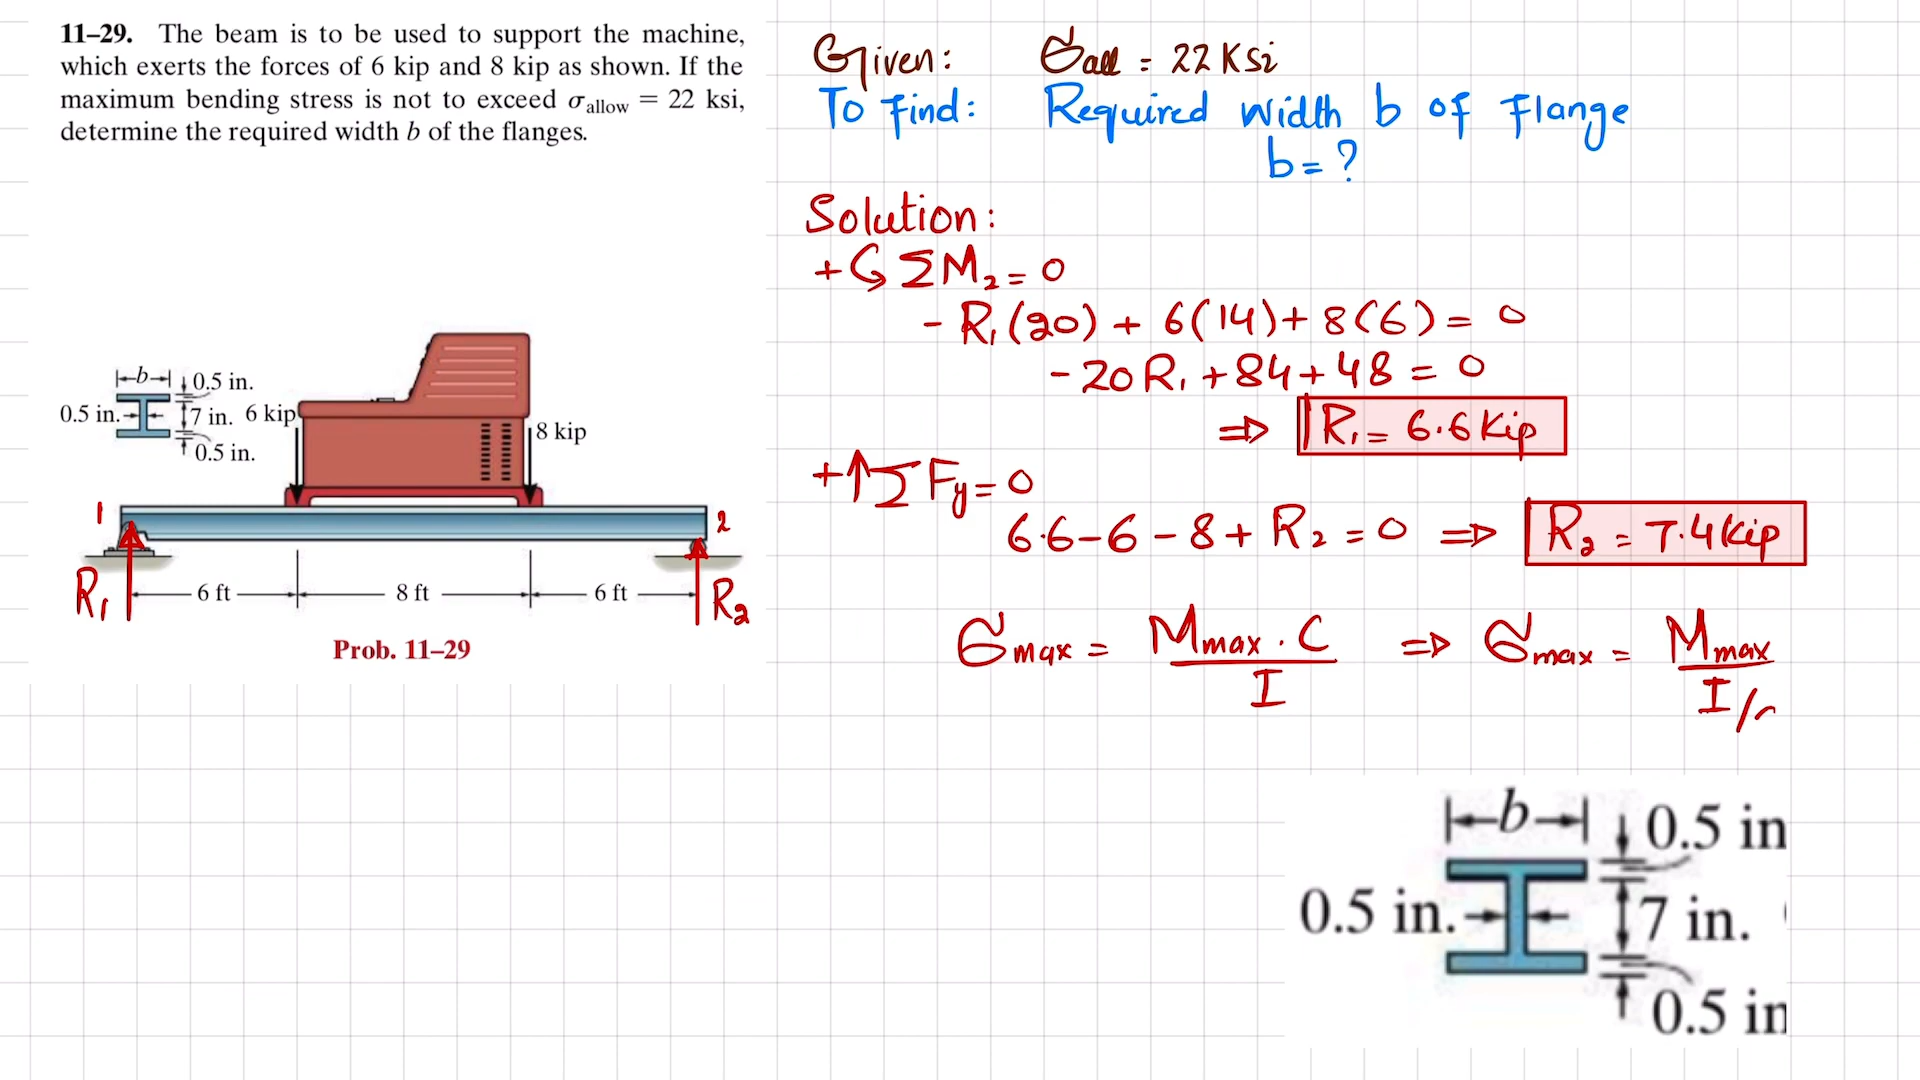 11–29. The beam is to be used to support the machine,
which exerts the forces of 6 kip and 8 kip as shown. If the
maximum bending stress is not to exceed σallow = 22 ksi,
determine the required width b of the flanges.
b
0.5 in.
0.5 in.
7 in.
6 kip
0.5 in.
8 kip
1
2
R₁
6 ft
8 ft
6 ft
R₂
Prob. 11–29
Given: σall = 22 Ksi
To find: Required width b of flange
b = ?
Solution:
+↺ ΣM₂ = 0
- R₁(20) + 6(14) + 8(6) = 0
- 20R₁ + 84 + 48 = 0
⇒ R₁ = 6.6 Kip
+↑ΣFy = 0
6.6 – 6 – 8 + R₂ = 0 ⇒ R₂ = 7.4 Kip
σmax = Mmax . C / I ⇒ σmax = Mmax / I/
b
0.5 in
0.5 in.
7 in.
0.5 in